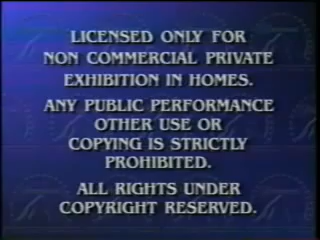 LICENSED ONLY FOR
NON COMMERCIAL PRIVATE
EXHIBITION IN HOMES.
ANY PUBLIC PERFORMANCE
OTHER USE OR
COPYING IS STRICTLY
PROHIBITED.
ALL RIGHTS UNDER
COPYRIGHT RESERVED.